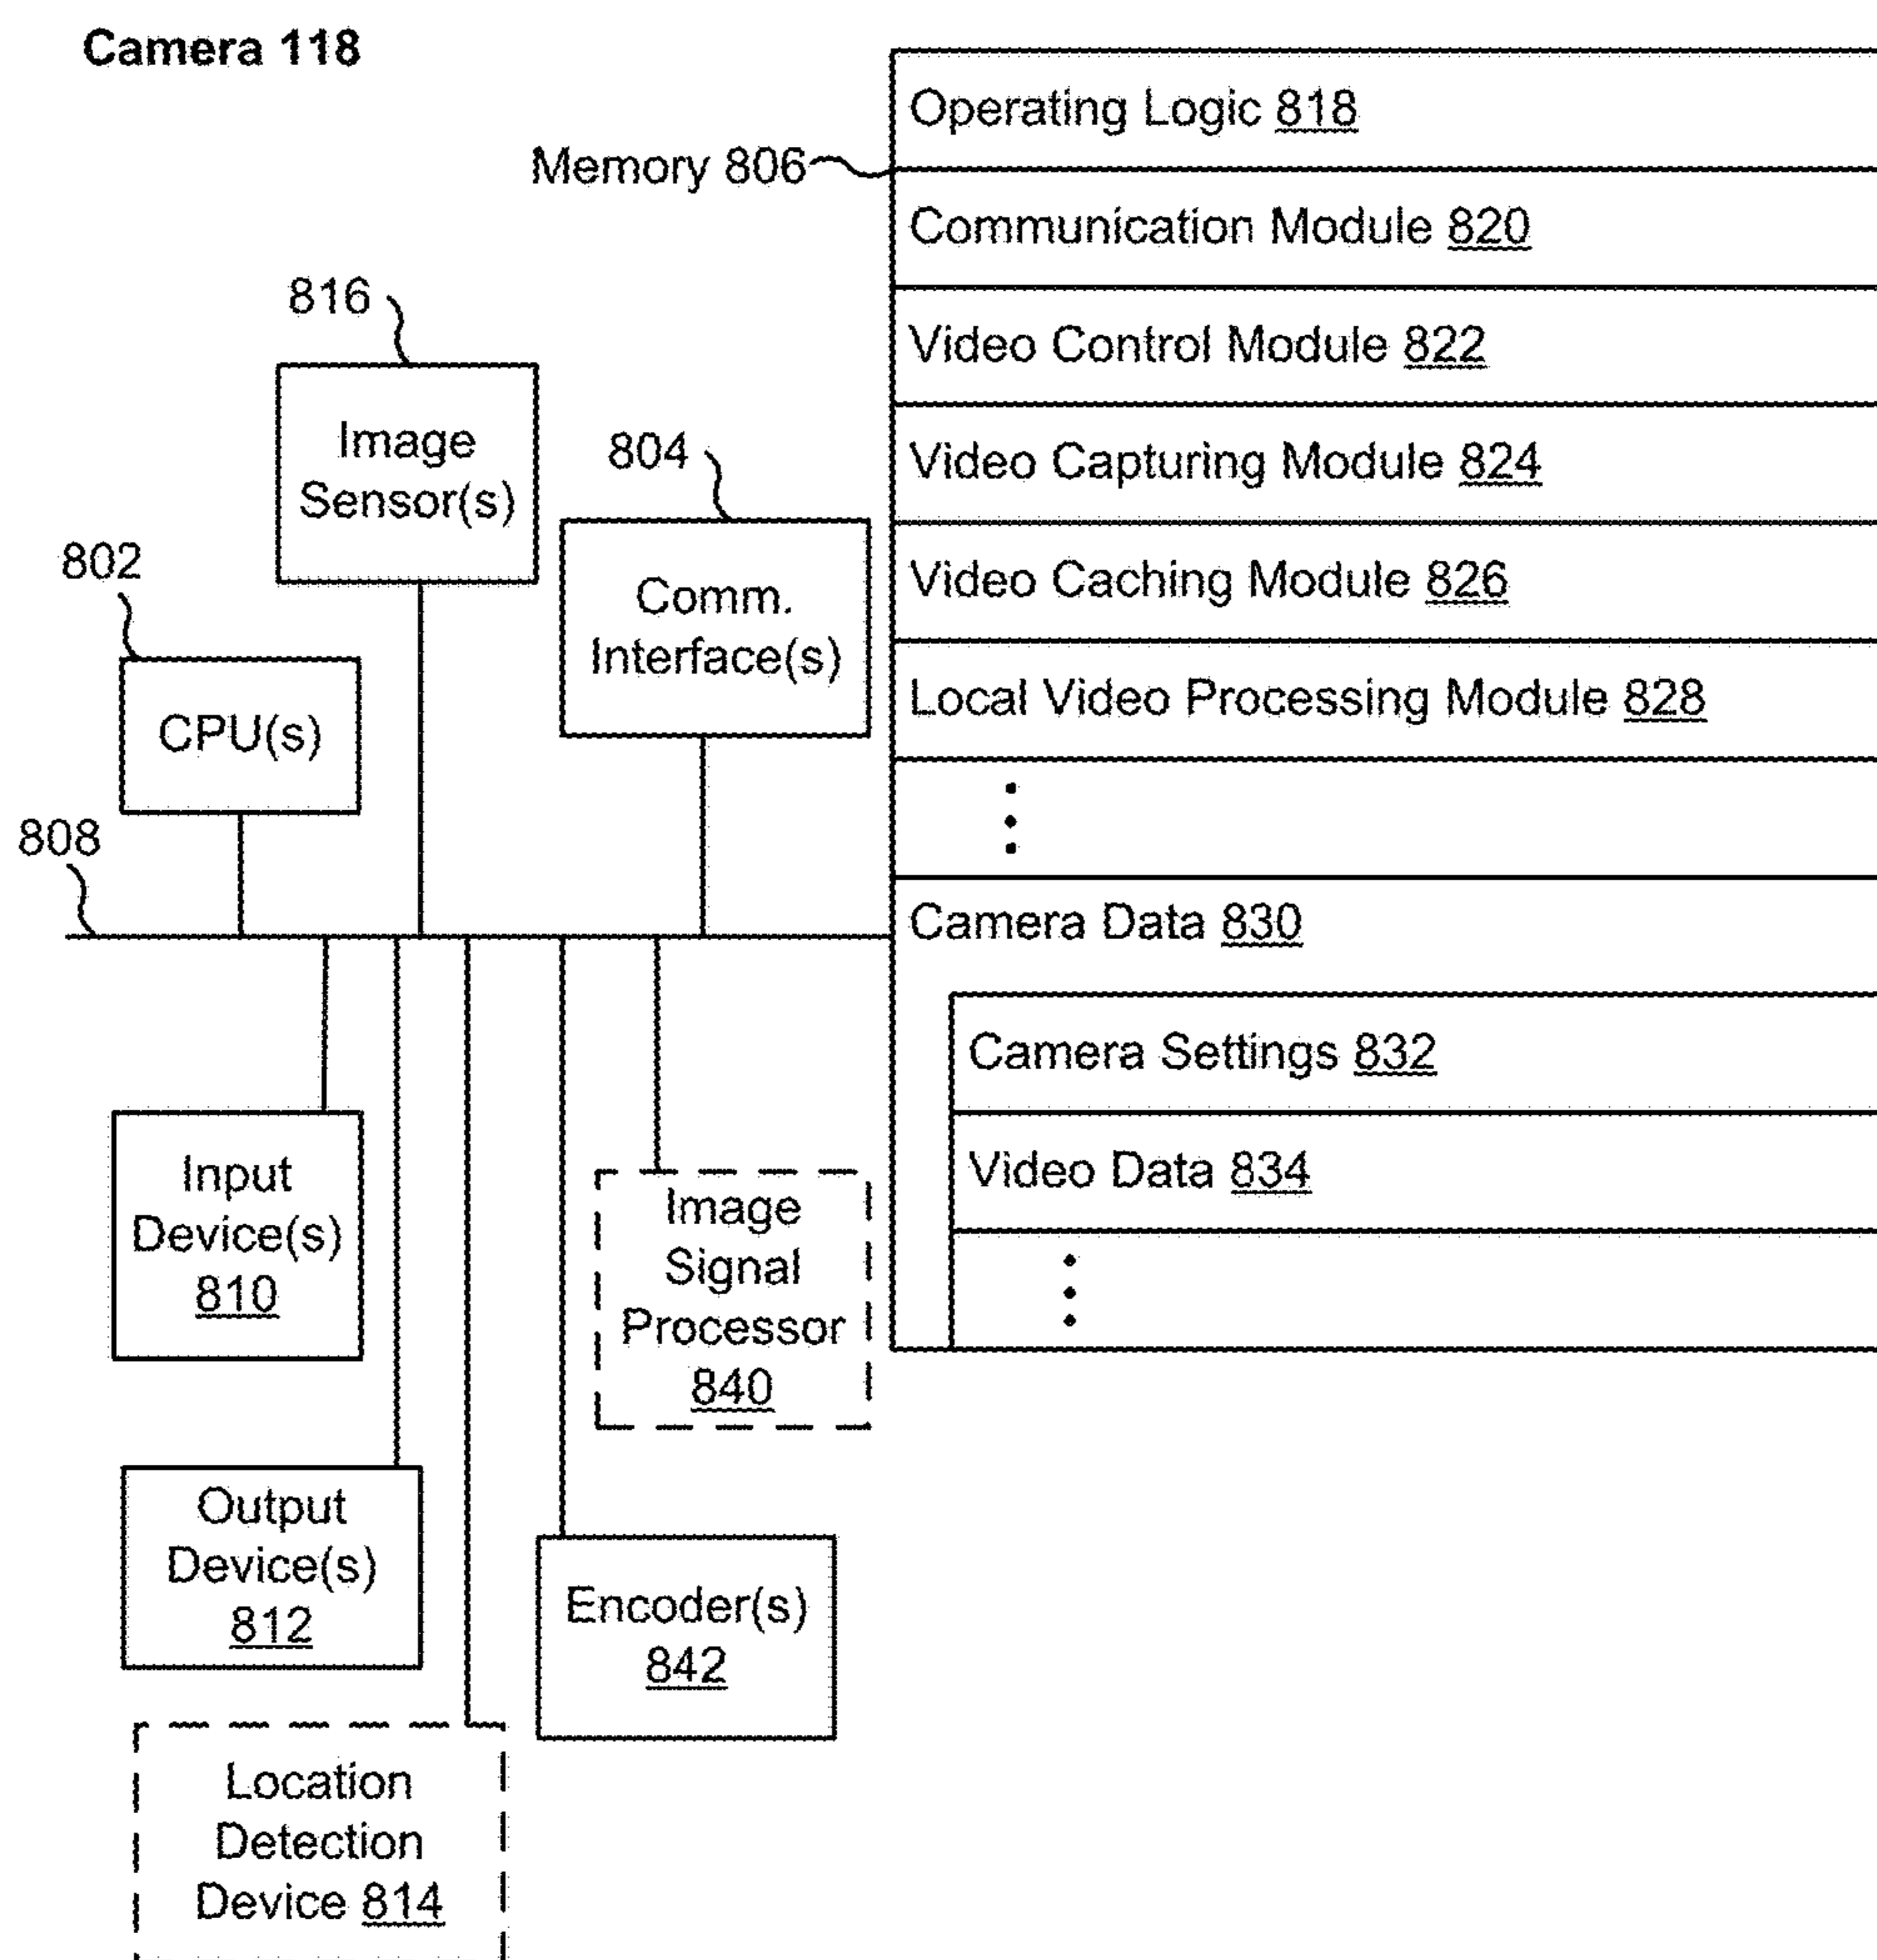 Camera 118
Operating Logic 818
Memory 806
Communication Module 820
816
Video Control Module 822
Image
Sensor(s)
804
Video Capturing Module 824
802
Comm.
Interface(s)
Video Caching Module 826
CPU(s)
Local Video Processing Module 828
808
Camera Data 830
Camera Settings 832
Input
Device(s)
810
Video Data 834
Image
Signal
Processor
840
Output
Device(s)
812
Encoder(s)
842
Location
Detection
Device 814